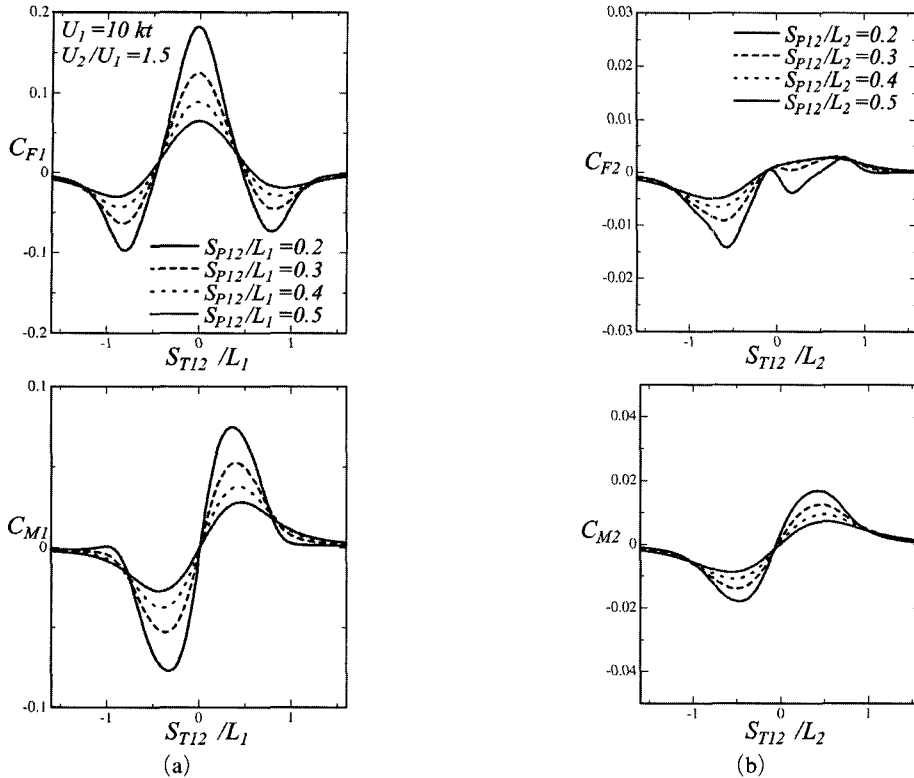 0.2
U1=10 kt
U2/U1=1.5
0.1
CF1
0
-0.1
-0.2
SP12/L1=0.2
SP12/L1=0.3
SP12/L1=0.4
SP12/L1=0.5
-1
0
1
ST12 /L1
0.03
0.02
0.01
CF2
0
-0.01
-0.02
-0.03
SP12/L2=0.2
SP12/L2=0.3
SP12/L2=0.4
SP12/L2=0.5
-1
0
1
ST12 /L2
0.1
CM1
0
-0.1
-1
0
1
ST12 /L1
(a)
0.04
0.02
CM2
0
-0.02
-0.04
-1
0
1
ST12 /L2
(b)